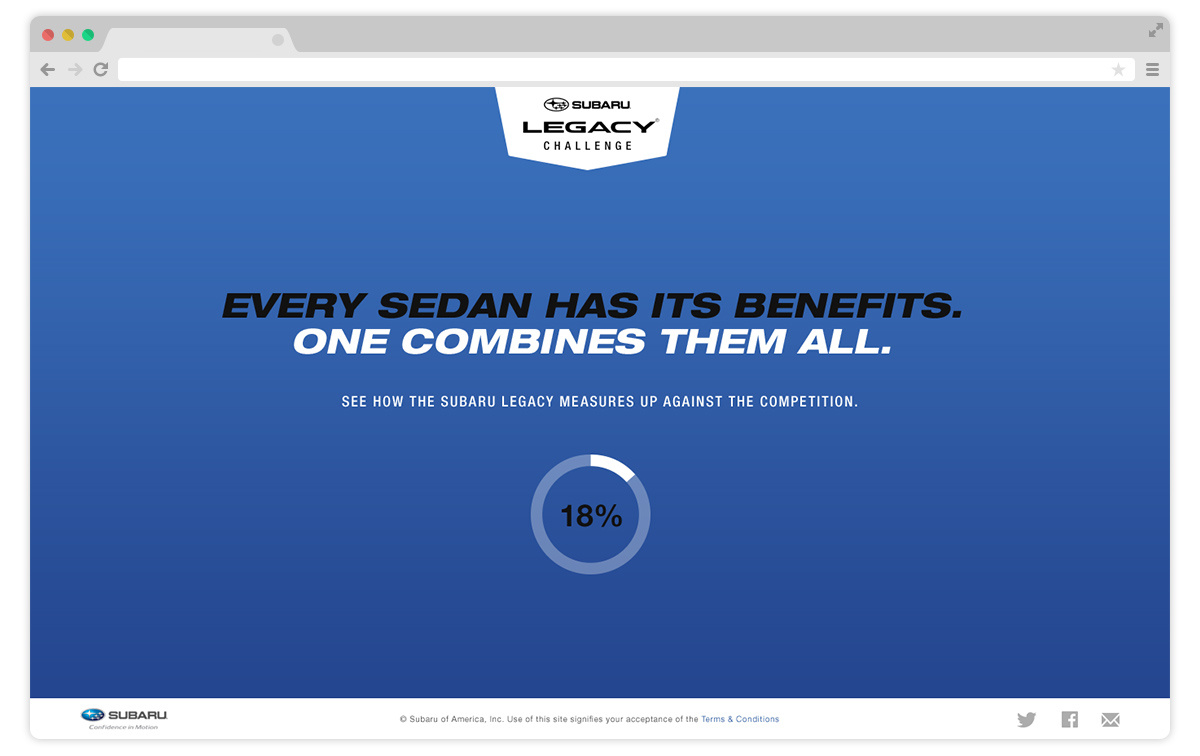 SUBARU
LEGACY®
CHALLENGE
EVERY SEDAN HAS ITS BENEFITS.
ONE COMBINES THEM ALL.
SEE HOW THE SUBARU LEGACY MEASURES UP AGAINST THE COMPETITION.
18%
SUBARU
Confidence in Motion
© Subaru of America, Inc. Use of this site signifies your acceptance of the Terms & Conditions